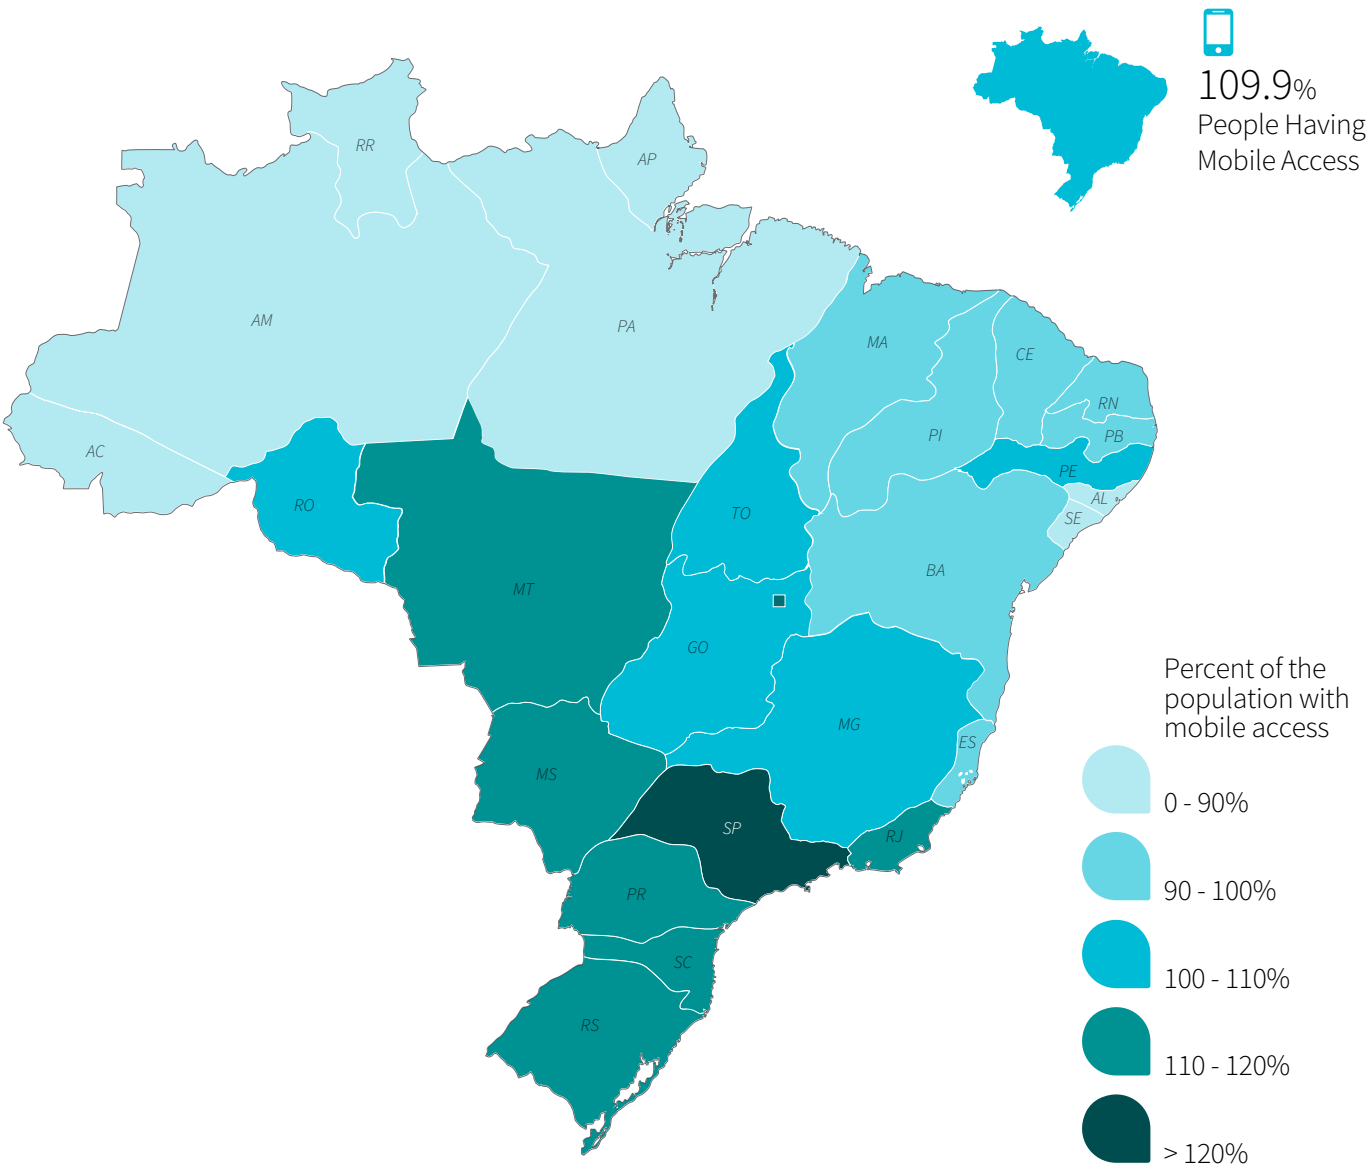 109.9%
People Having
Mobile Access
RR
AP
AM
PA
MA
CE
RN
PI
PB
AC
PE
AL
RO
TO
SE
BA
MT
GO
MG
ES
MS
SP
RJ
PR
SC
RS
Percent of the
population with
mobile access
0 - 90%
90 - 100%
100 - 110%
110 - 120%
> 120%